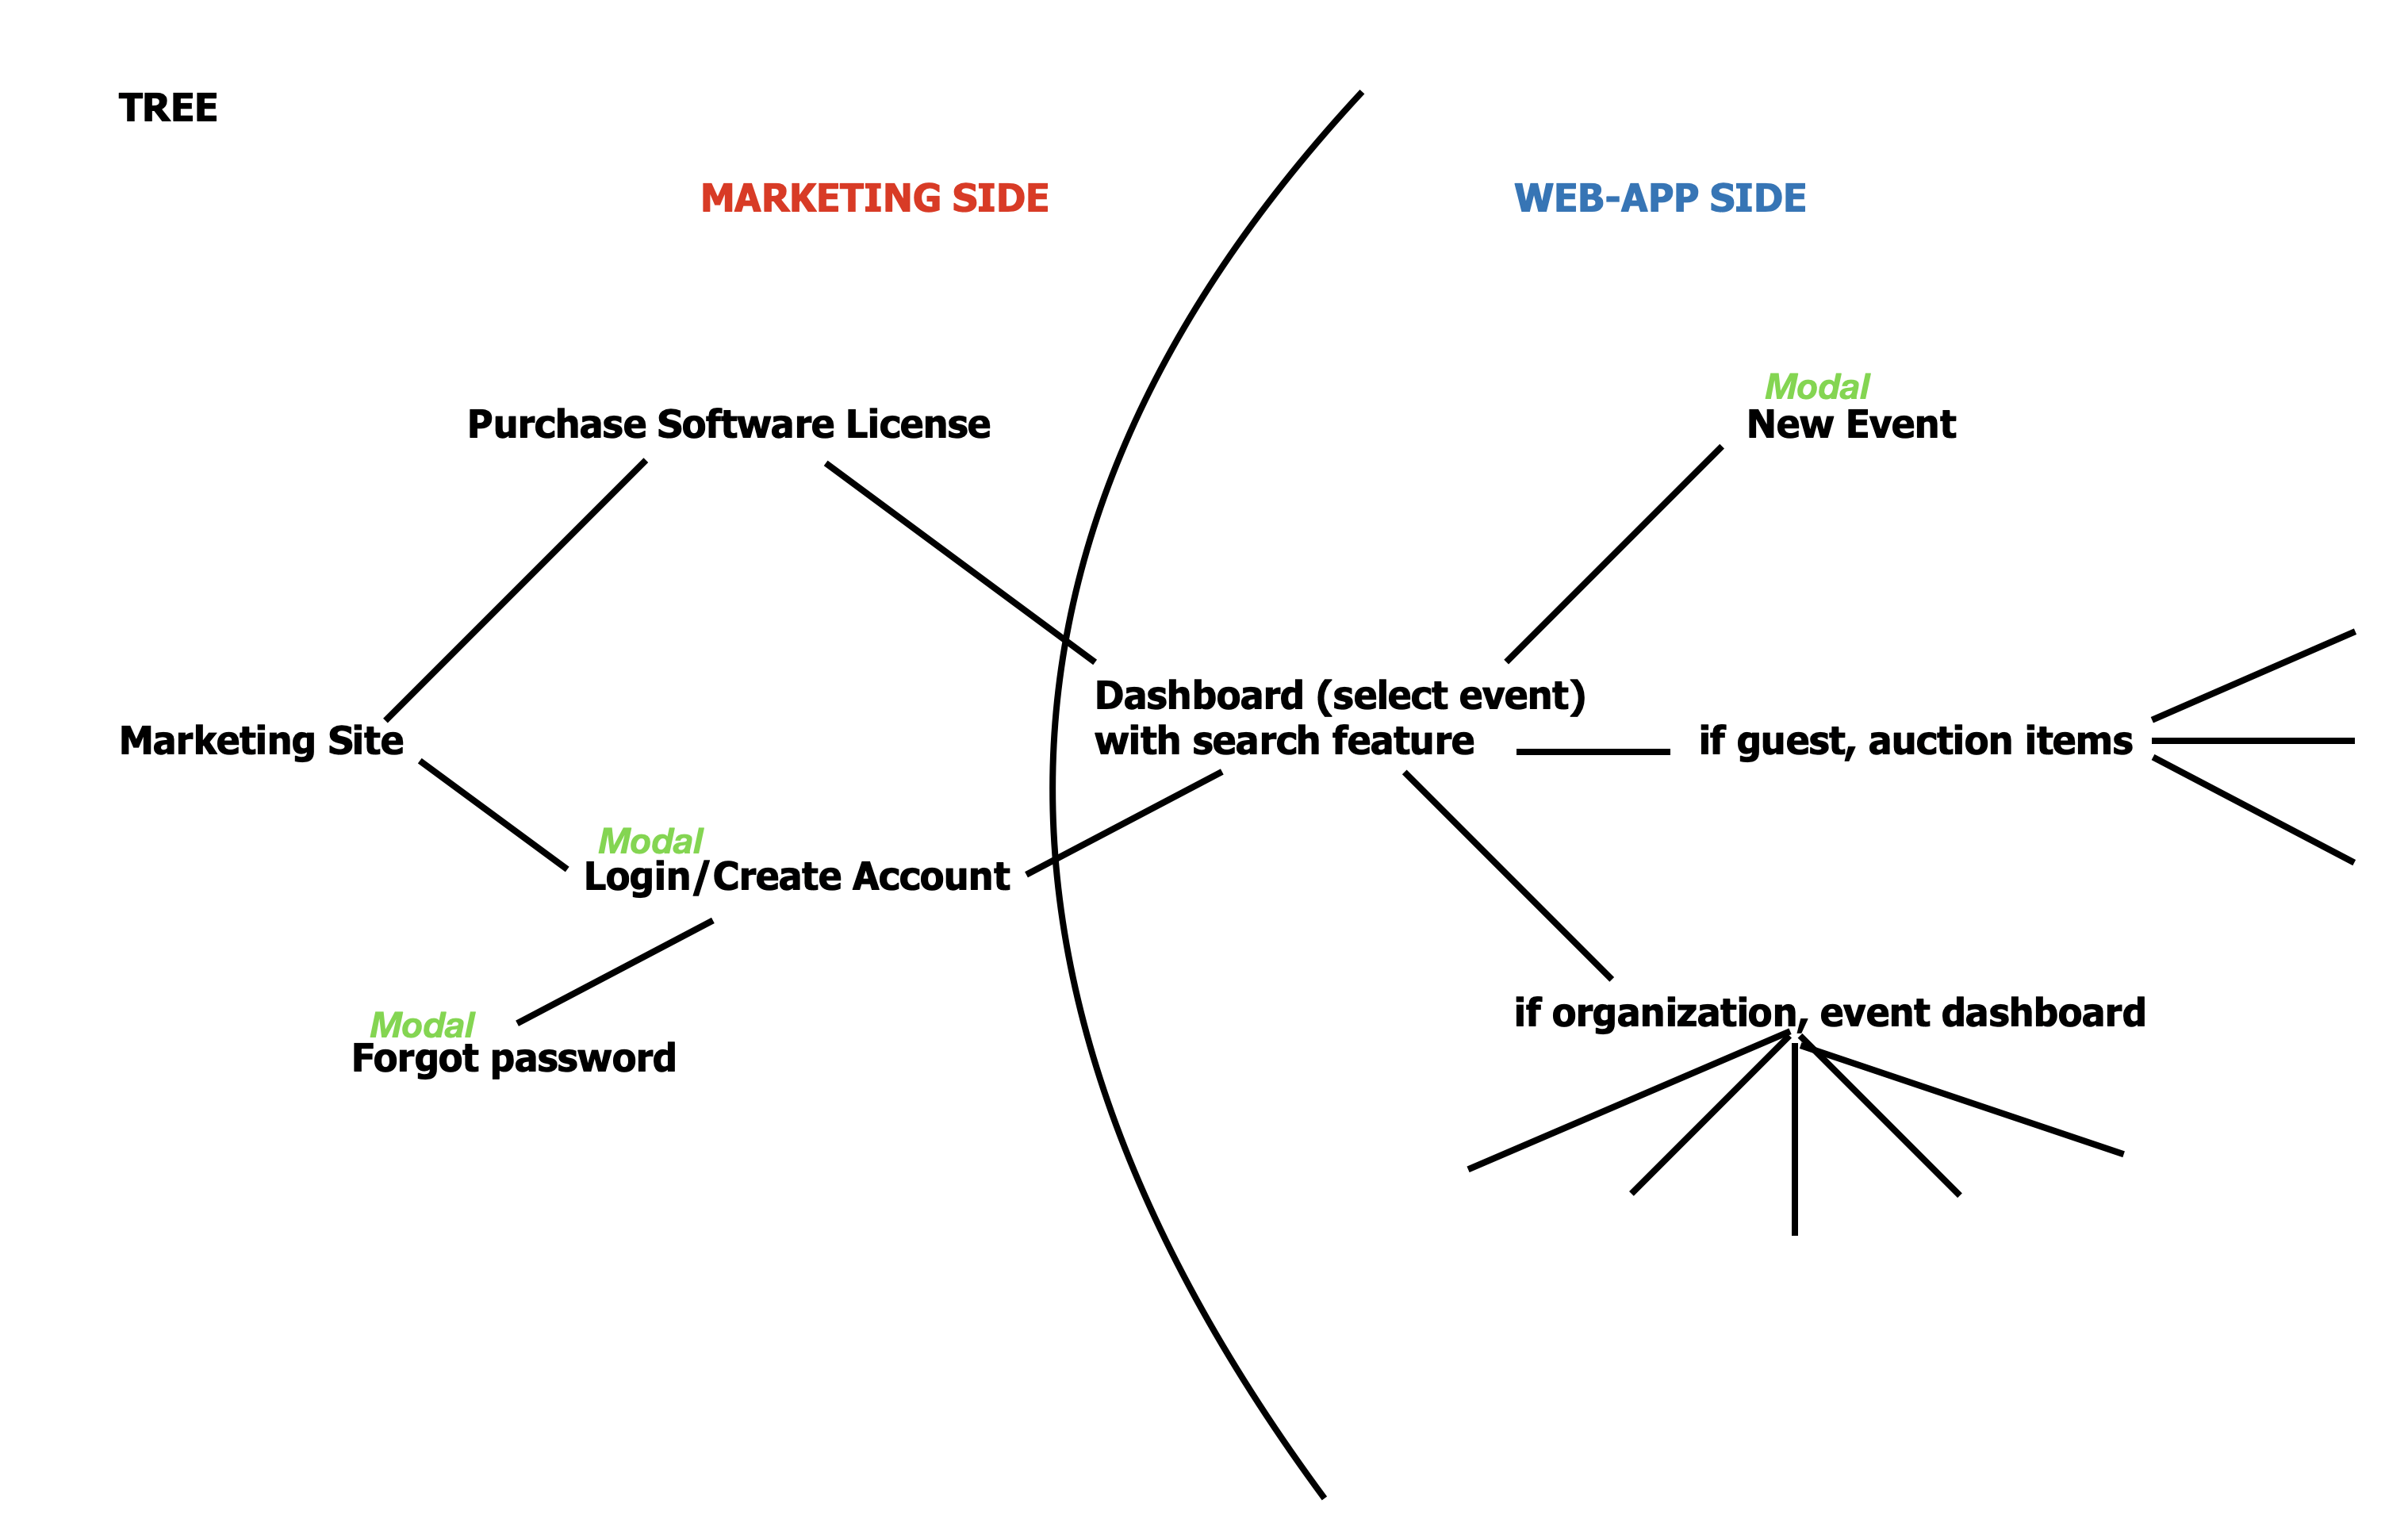 TREE
MARKETING SIDE
WEB-APP SIDE
Modal
New Event
Purchase Software License
Dashboard (select event)
with search feature
Marketing Site
if guest, auction items
Modal
Login/Create Account
if organization, event dashboard
Modal
Forgot password